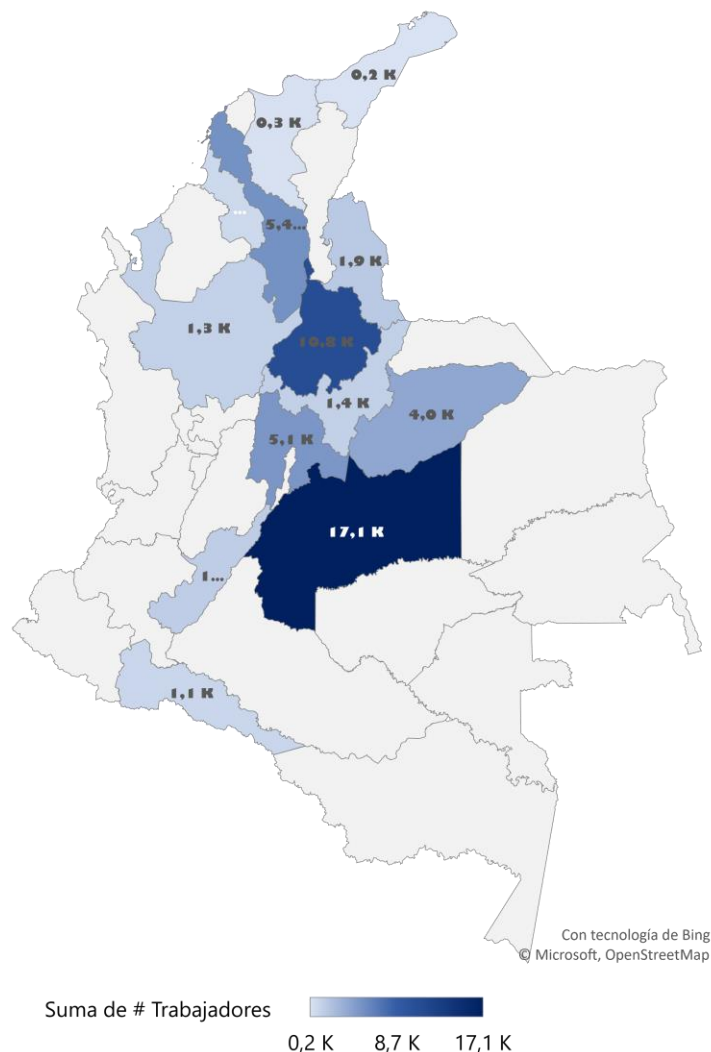 0,2 K
0,3 K
...
5,4...
1,9 K
1,3 K
10,8 K
1,4 K
4,0 K
5,1 K
17,1 K
1...
1,1 K
Con tecnología de Bing
© Microsoft, OpenStreetMap
Suma de # Trabajadores
0,2 K 8,7 K 17,1 K